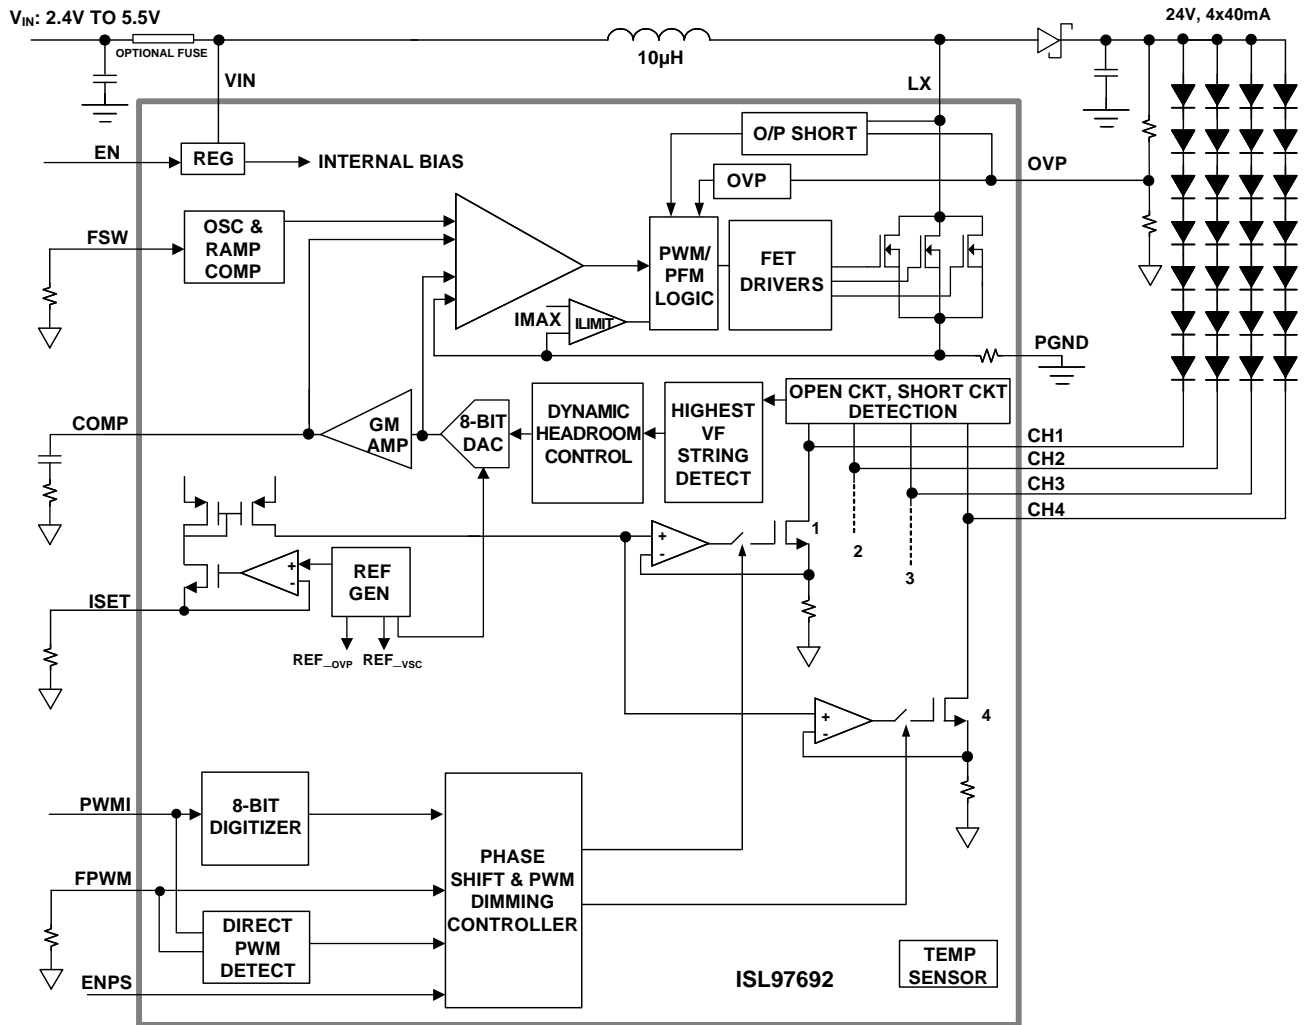 V_IN: 2.4V TO 5.5V
24V, 4x40mA
OPTIONAL FUSE
10µH
VIN
LX
O/P SHORT
EN
REG
INTERNAL BIAS
OVP
OVP
FSW
OSC &
RAMP
COMP
PWM/
PFM
LOGIC
FET
DRIVERS
IMAX
ILIMIT
PGND
COMP
GM
AMP
8-BIT
DAC
DYNAMIC
HEADROOM
CONTROL
HIGHEST
VF
STRING
DETECT
OPEN CKT, SHORT CKT
DETECTION
CH1
CH2
CH3
CH4
+
-
1
2
3
+
-
REF
GEN
ISET
REF_OVP
REF_VSC
+
-
4
PWMI
8-BIT
DIGITIZER
FPWM
PHASE
SHIFT & PWM
DIMMING
CONTROLLER
DIRECT
PWM
DETECT
ENPS
ISL97692
TEMP
SENSOR